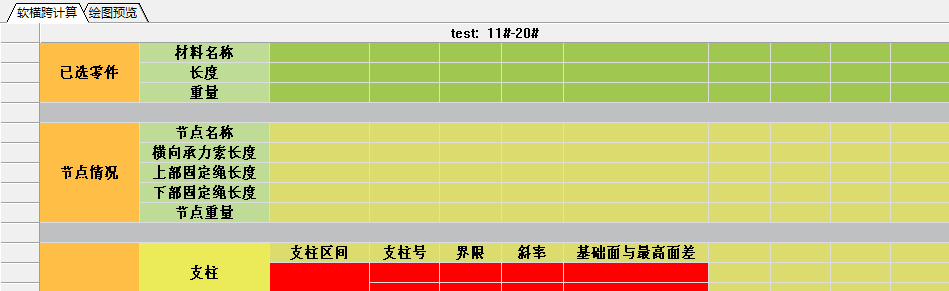 软横跨计算 绘图预览
test: 11#-20#
已选零件
材料名称
长度
重量
节点情况
节点名称
横向承力索长度
上部固定绳长度
下部固定绳长度
节点重量
支柱
支柱区间 支柱号 界限 斜率 基础面与最高面差